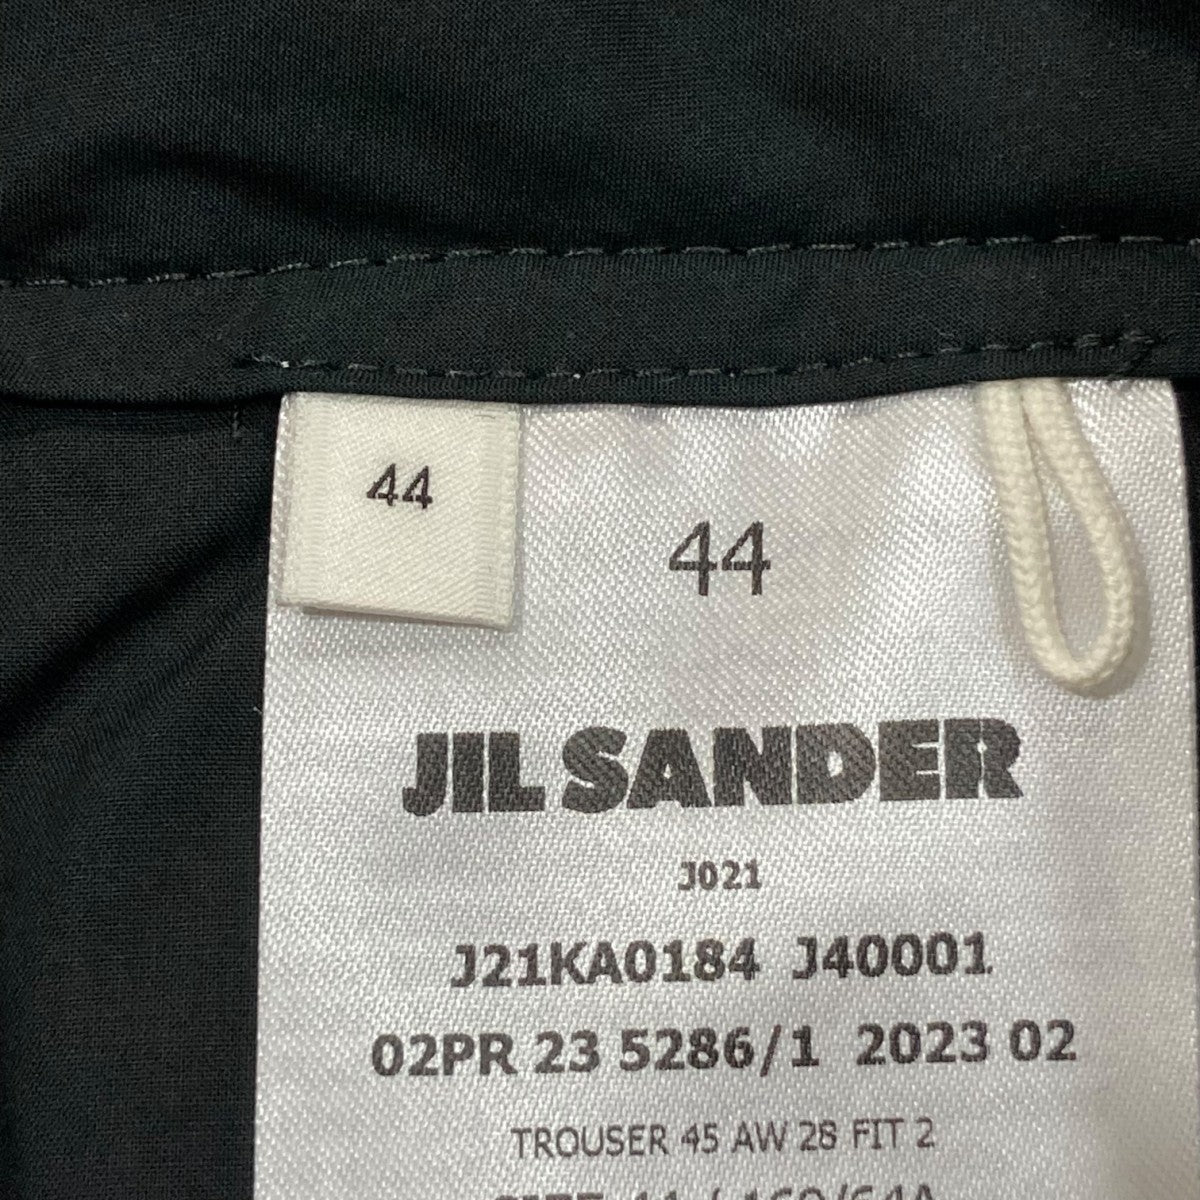 44
44
JIL SANDER
J021
J21KA0184 J40001
02PR 23 5286/1 2023 02
TROUSER 45 AW 28 FIT 2